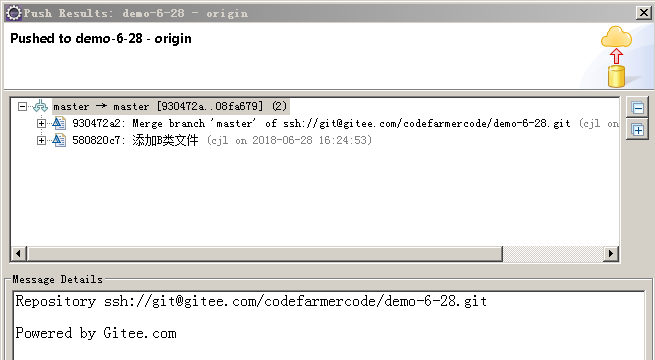 Push Results: demo-6-28 - origin
Pushed to demo-6-28 - origin
master → master [930472a..08fa679] (2)
930472a2: Merge branch 'master' of ssh://git@gitee.com/codefarmercode/demo-6-28.git (cjl on
580820c7: 添加B类文件 (cjl on 2018-06-28 16:24:53)
Message Details
Repository ssh://git@gitee.com/codefarmercode/demo-6-28.git
Powered by Gitee.com